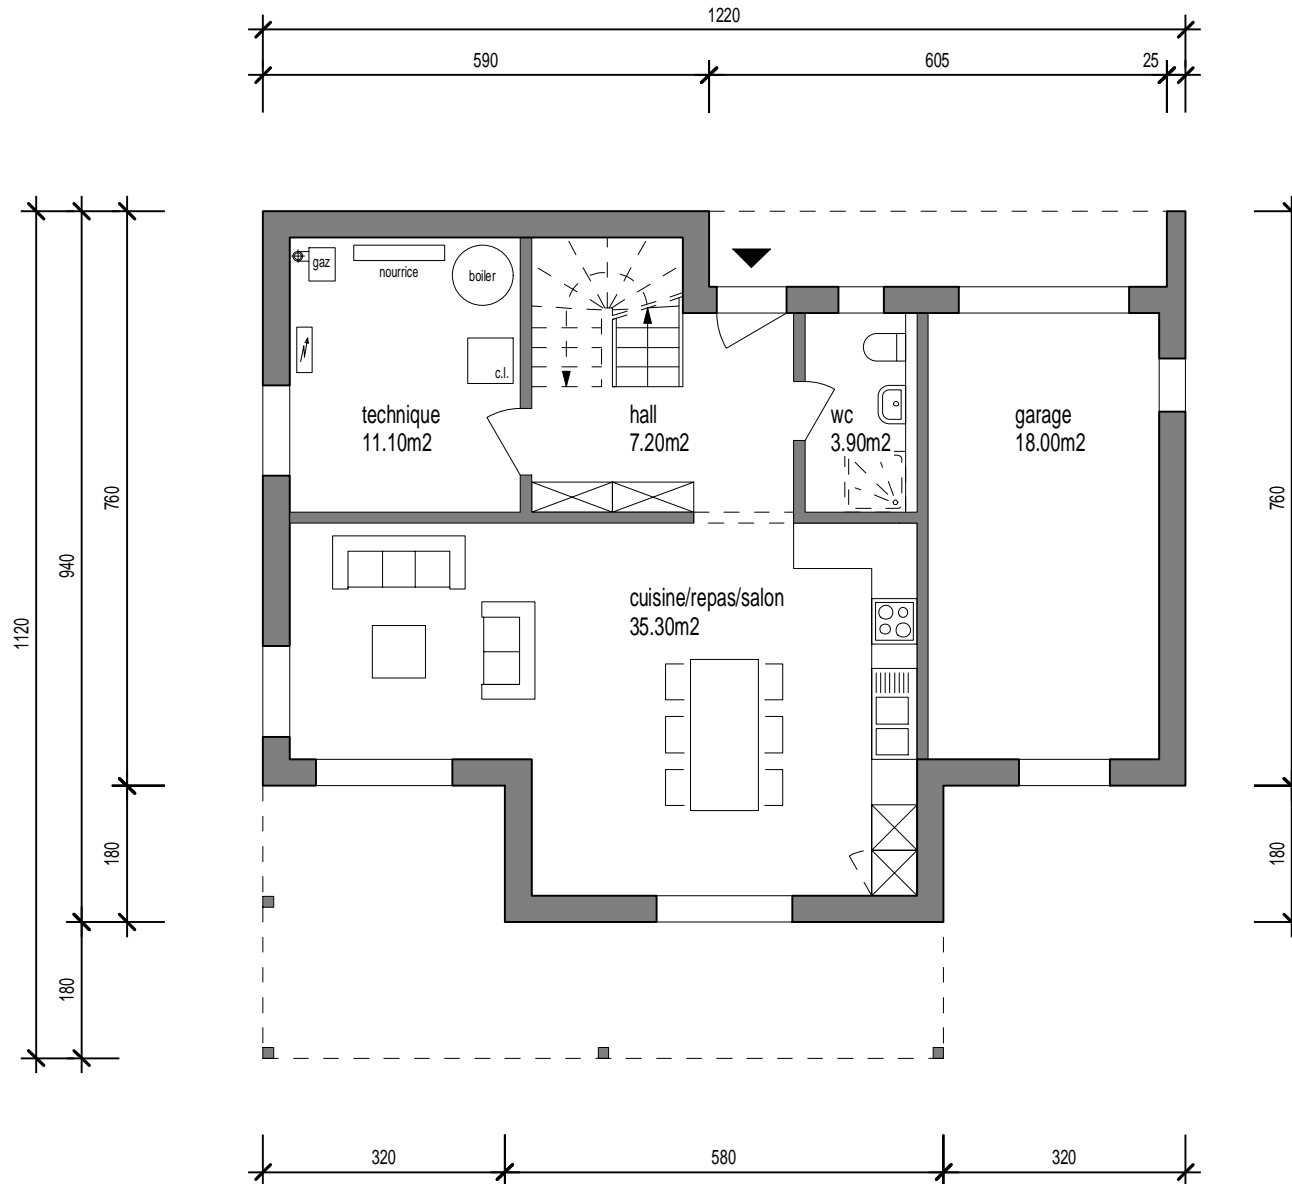 1220
590
605
25
gaz
nourrice
boiler
c.l.
technique
11.10m2
hall
7.20m2
wc
3.90m2
garage
18.00m2
760
940
1120
760
cuisine/repas/salon
35.30m2
180
180
180
320
580
320